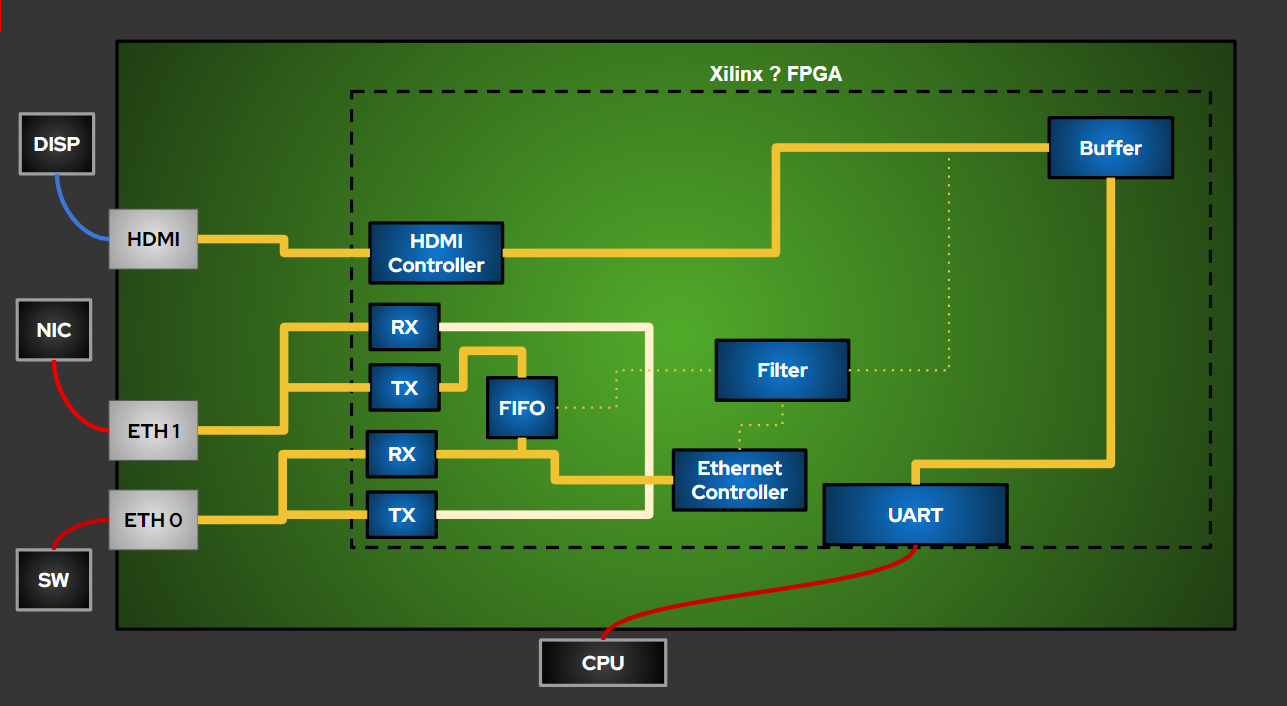 Xilinx ? FPGA
DISP
Buffer
HDMI
HDMI
Controller
NIC
RX
TX
Filter
FIFO
ETH 1
RX
Ethernet
Controller
ETH 0
TX
UART
SW
CPU